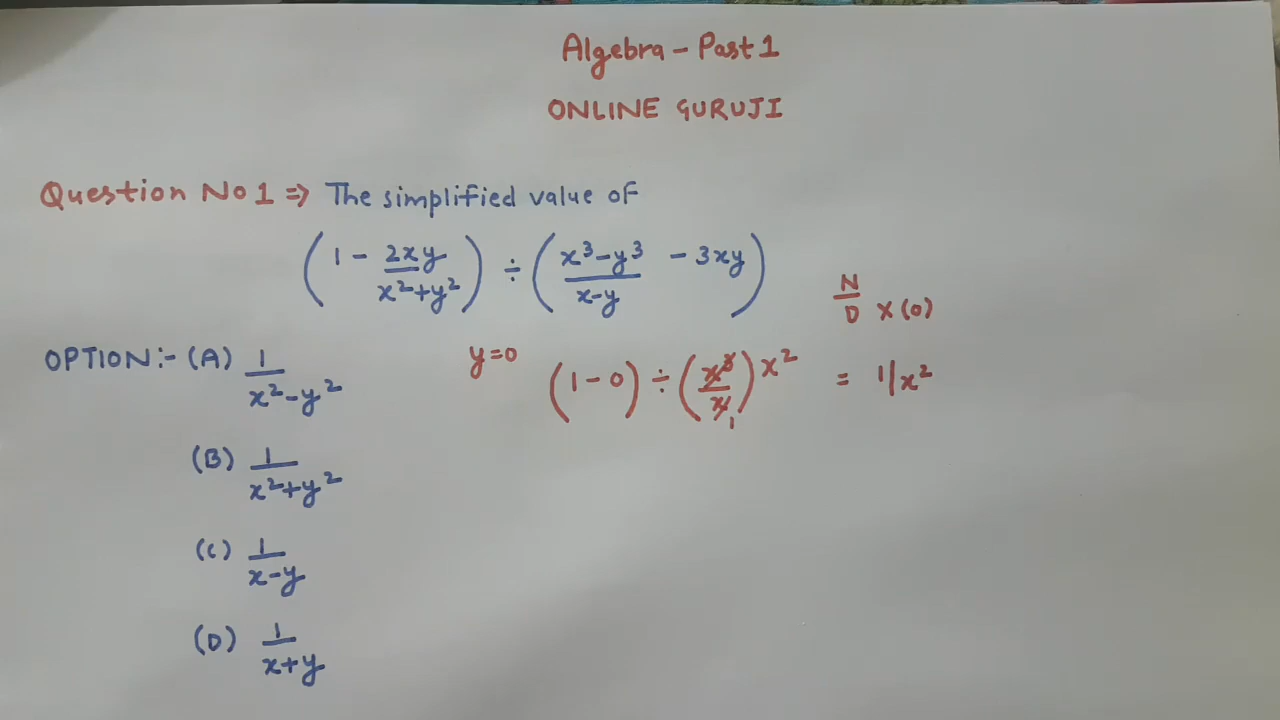 Algebra - Part 1
ONLINE GURUJI
Question No 1 ⇒ The simplified value of
(1 - 2xy/(x²+y²)) ÷ ((x³-y³)/(x-y) - 3xy)
N/D × (0)
OPTION:- (A) 1/(x²-y²)
y=0 (1-0) ÷ (x³/x) x² = 1/x²
1
(B) 1/(x²+y²)
(C) 1/(x-y)
(D) 1/(x+y)